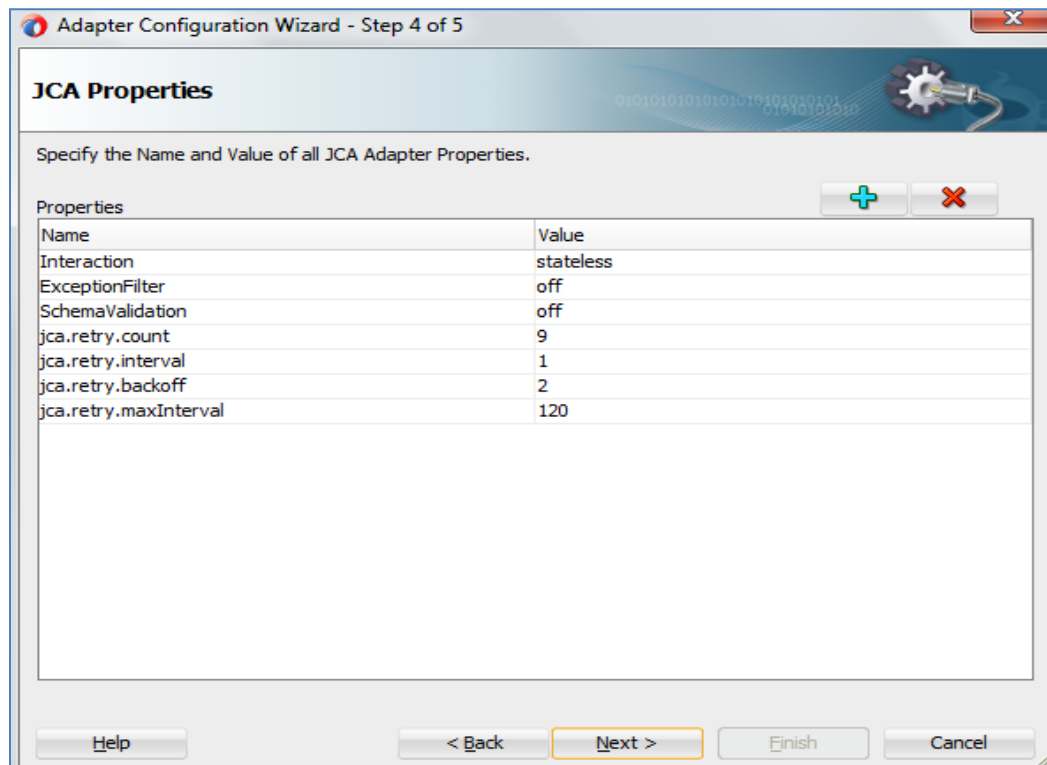 Adapter Configuration Wizard - Step 4 of 5
x
JCA Properties
Specify the Name and Value of all JCA Adapter Properties.
Properties
Name Value
Interaction stateless
ExceptionFilter off
SchemaValidation off
jca.retry.count 9
jca.retry.interval 1
jca.retry.backoff 2
jca.retry.maxInterval 120
Help < Back Next > Finish Cancel